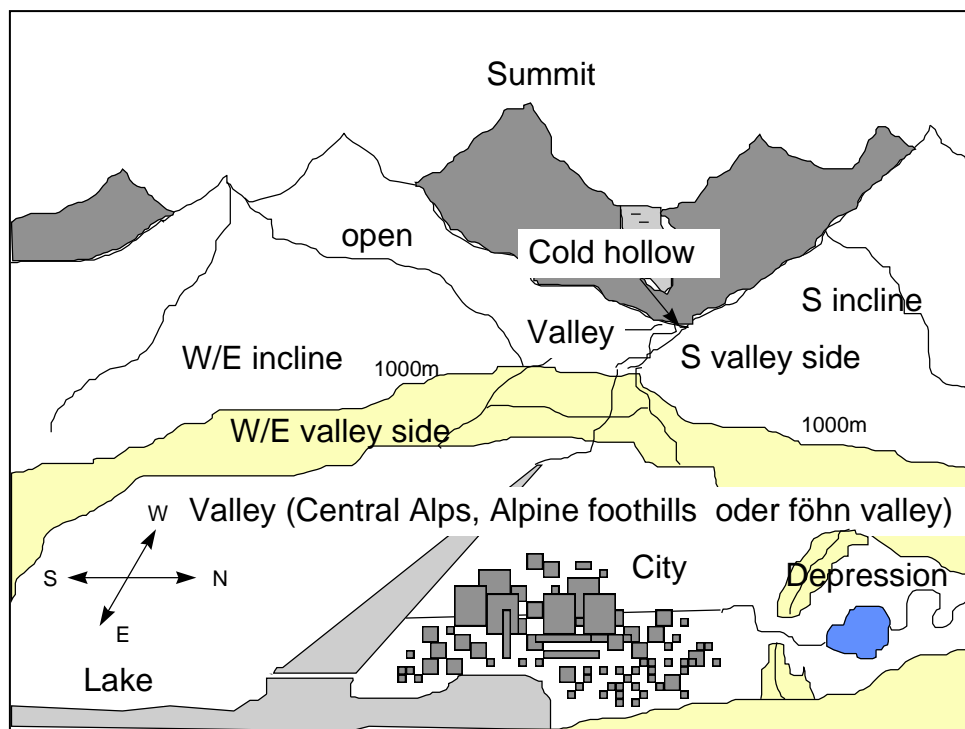 Summit
open
Cold hollow
S incline
Valley
W/E incline
S valley side
1000m
W/E valley side
1000m
Valley (Central Alps, Alpine foothills  oder föhn valley)
W
S
N
E
City
Depression
Lake